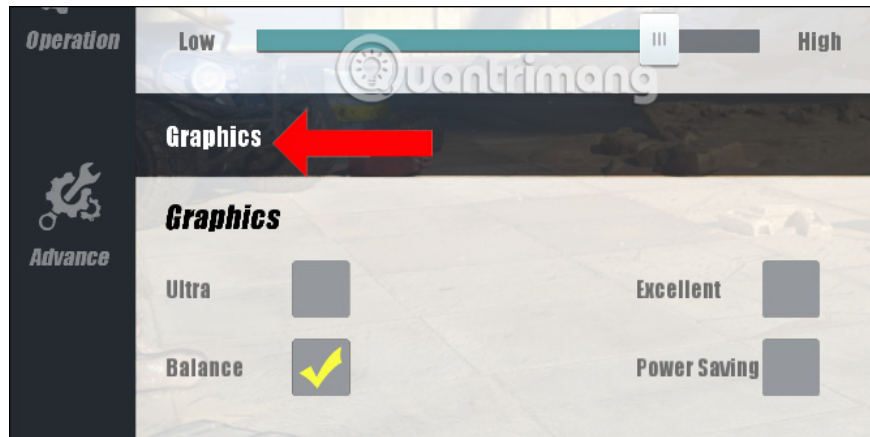 Operation
Low
High
Quantrimang
Graphics
Advance
Graphics
Ultra
Excellent
Balance
Power Saving